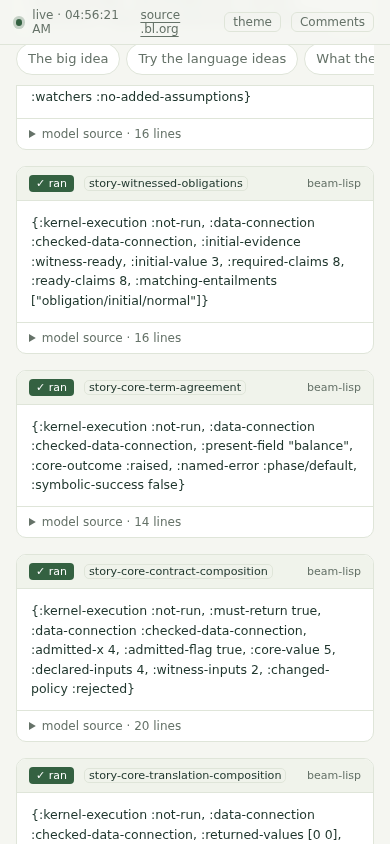 live · 04:56:21 AM
source .bl.org
theme
Comments
The big idea
Try the language ideas
What the
:watchers :no-added-assumptions}
▶ model source · 16 lines
✓ ran story-witnessed-obligations beam-lisp
{:kernel-execution :not-run, :data-connection
:checked-data-connection, :initial-evidence
:witness-ready, :initial-value 3, :required-claims 8,
:ready-claims 8, :matching-entailments
["obligation/initial/normal"]}
▶ model source · 16 lines
✓ ran story-core-term-agreement beam-lisp
{:kernel-execution :not-run, :data-connection
:checked-data-connection, :present-field "balance",
:core-outcome :raised, :named-error :phase/default,
:symbolic-success false}
▶ model source · 14 lines
✓ ran story-core-contract-composition beam-lisp
{:kernel-execution :not-run, :must-return true,
:data-connection :checked-data-connection,
:admitted-x 4, :admitted-flag true, :core-value 5,
:declared-inputs 4, :witness-inputs 2, :changed-
policy :rejected}
▶ model source · 20 lines
✓ ran story-core-translation-composition beam-lisp
{:kernel-execution :not-run, :data-connection
:checked-data-connection, :returned-values [0 0],